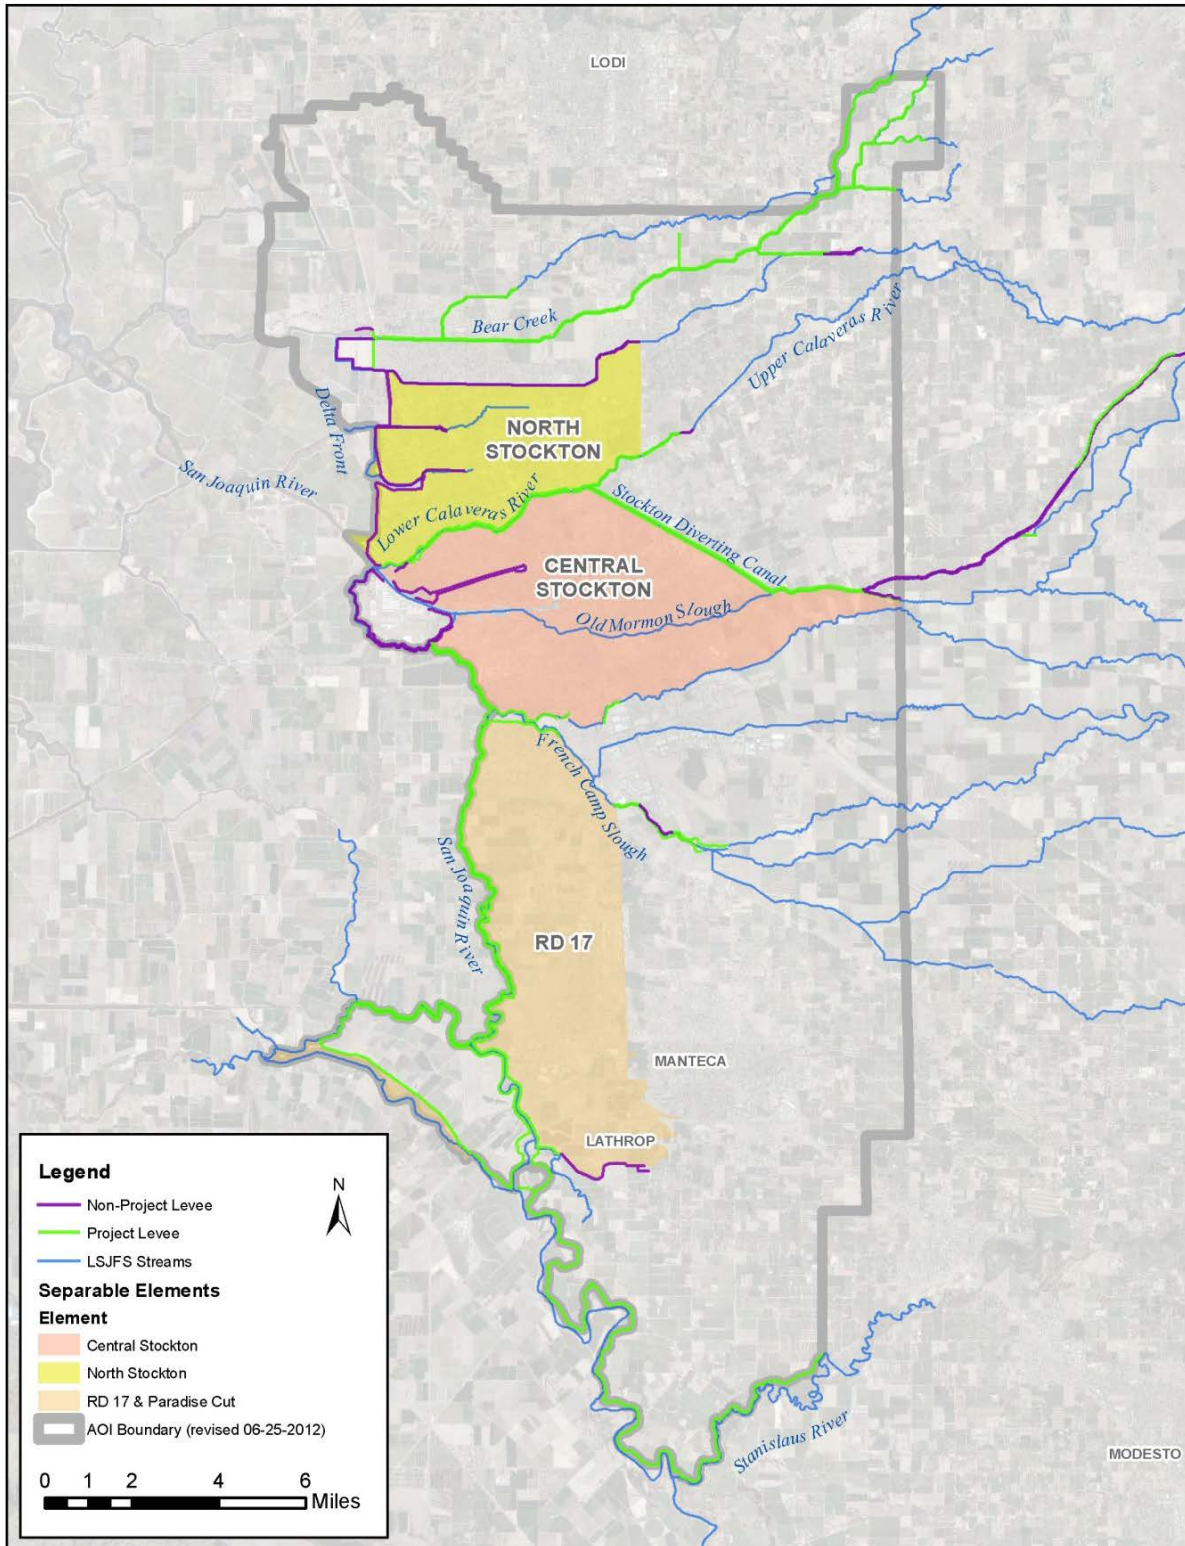 LODI
Bear Creek
Upper Calaveras River
Delta Front
San Joaquin River
NORTH
STOCKTON
Lower Calaveras River
Stockton Diverting Canal
CENTRAL
STOCKTON
Old Mormon Slough
French Camp Slough
San Joaquin River
RD 17
MANTECA
LATHROP
Stanislaus River
MODESTO
Legend
N
Non-Project Levee
Project Levee
LSJFS Streams
Separable Elements
Element
Central Stockton
North Stockton
RD 17 & Paradise Cut
AOI Boundary (revised 06-25-2012)
0 1 2 4 6
Miles